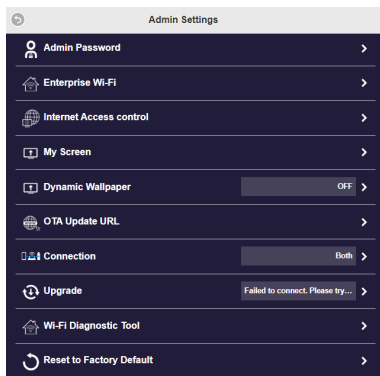 Admin Settings
Admin Password
Enterprise Wi-Fi
Internet Access control
My Screen
Dynamic Wallpaper OFF
OTA Update URL
Connection Both
Upgrade Failed to connect. Please try...
Wi-Fi Diagnostic Tool
Reset to Factory Default